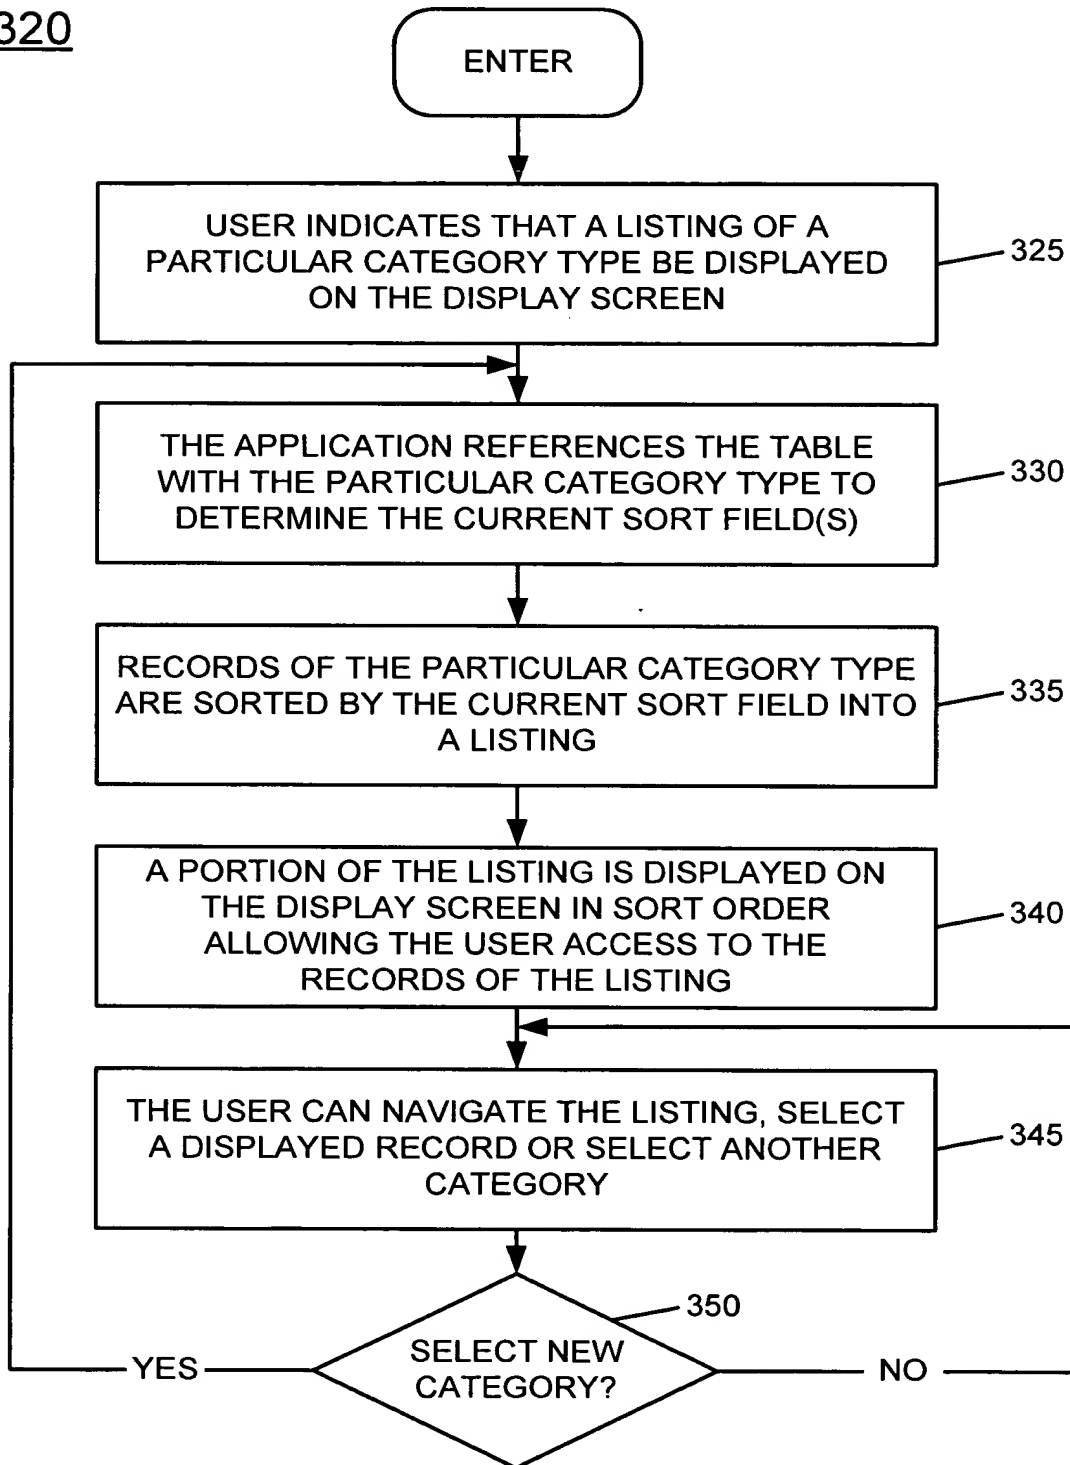 320
ENTER
USER INDICATES THAT A LISTING OF A
PARTICULAR CATEGORY TYPE BE DISPLAYED
ON THE DISPLAY SCREEN
325
THE APPLICATION REFERENCES THE TABLE
WITH THE PARTICULAR CATEGORY TYPE TO
DETERMINE THE CURRENT SORT FIELD(S)
330
RECORDS OF THE PARTICULAR CATEGORY TYPE
ARE SORTED BY THE CURRENT SORT FIELD INTO
A LISTING
335
A PORTION OF THE LISTING IS DISPLAYED ON
THE DISPLAY SCREEN IN SORT ORDER
ALLOWING THE USER ACCESS TO THE
RECORDS OF THE LISTING
340
THE USER CAN NAVIGATE THE LISTING, SELECT
A DISPLAYED RECORD OR SELECT ANOTHER
CATEGORY
345
350
SELECT NEW
CATEGORY?
YES
NO